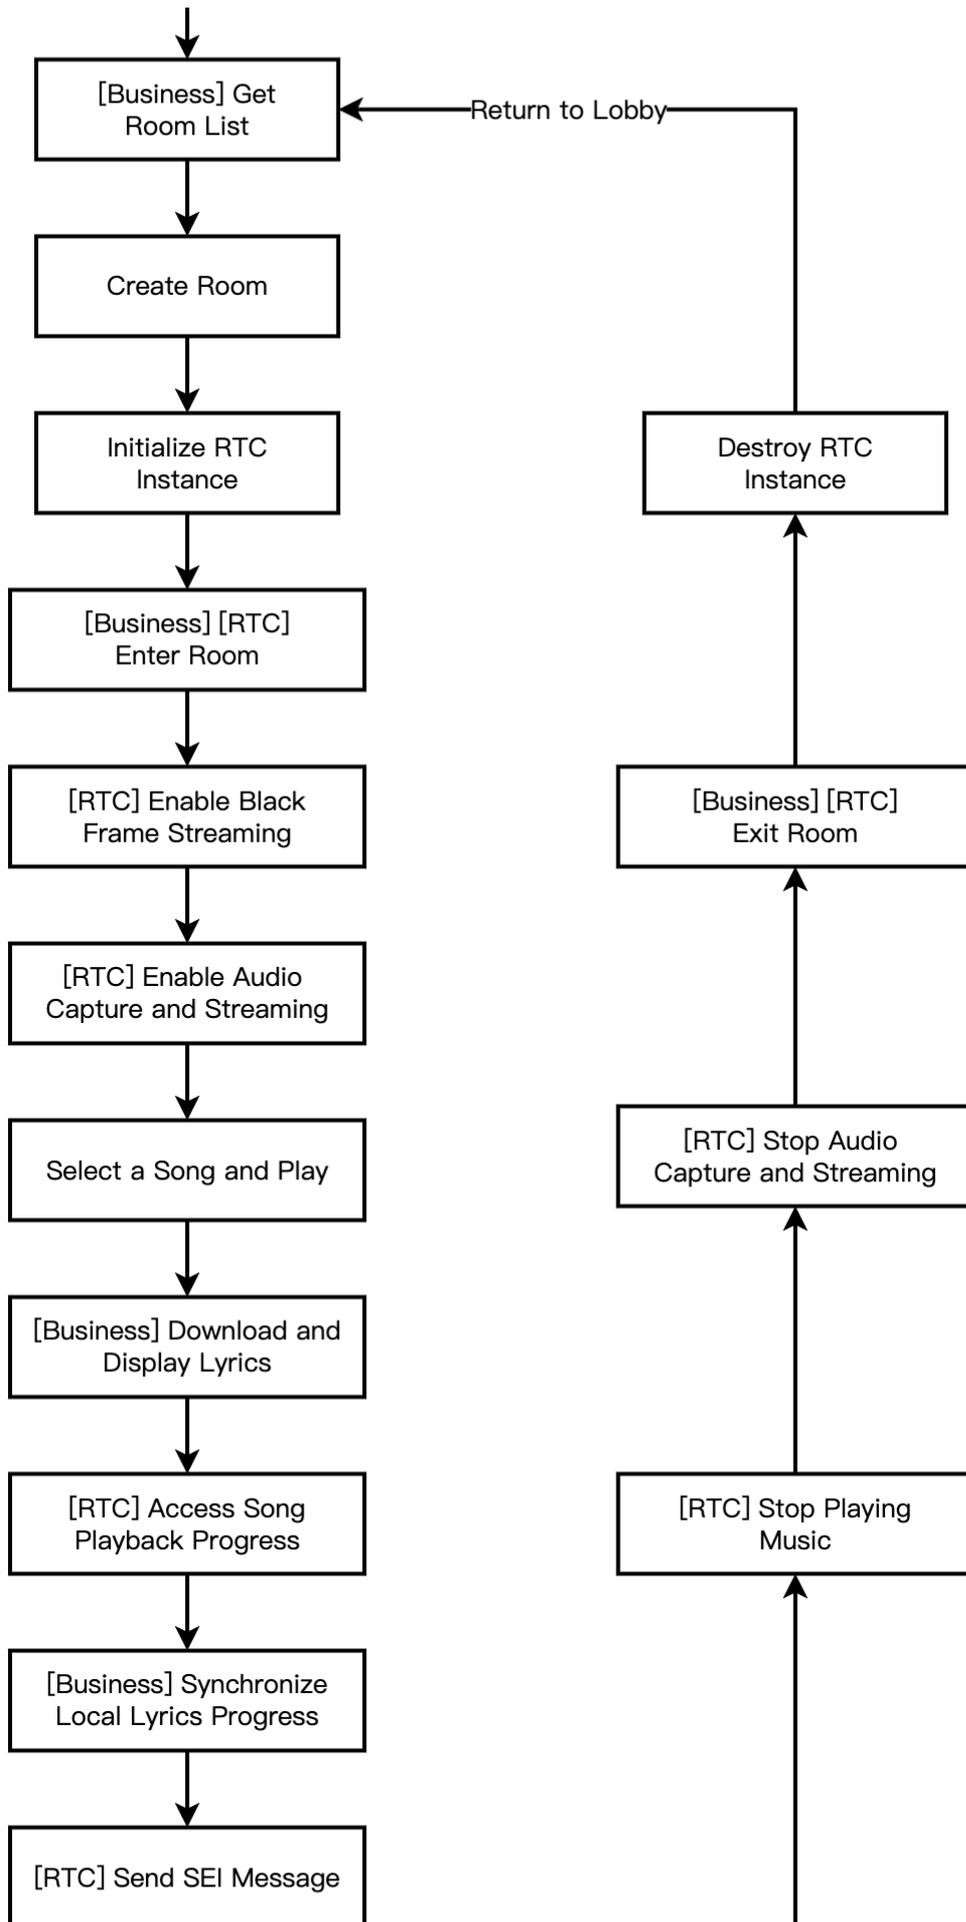 [Business] Get
Room List
Return to Lobby
Create Room
Initialize RTC
Instance
Destroy RTC
Instance
[Business] [RTC]
Enter Room
[RTC] Enable Black
Frame Streaming
[Business] [RTC]
Exit Room
[RTC] Enable Audio
Capture and Streaming
Select a Song and Play
[RTC] Stop Audio
Capture and Streaming
[Business] Download and
Display Lyrics
[RTC] Access Song
Playback Progress
[RTC] Stop Playing
Music
[Business] Synchronize
Local Lyrics Progress
[RTC] Send SEI Message